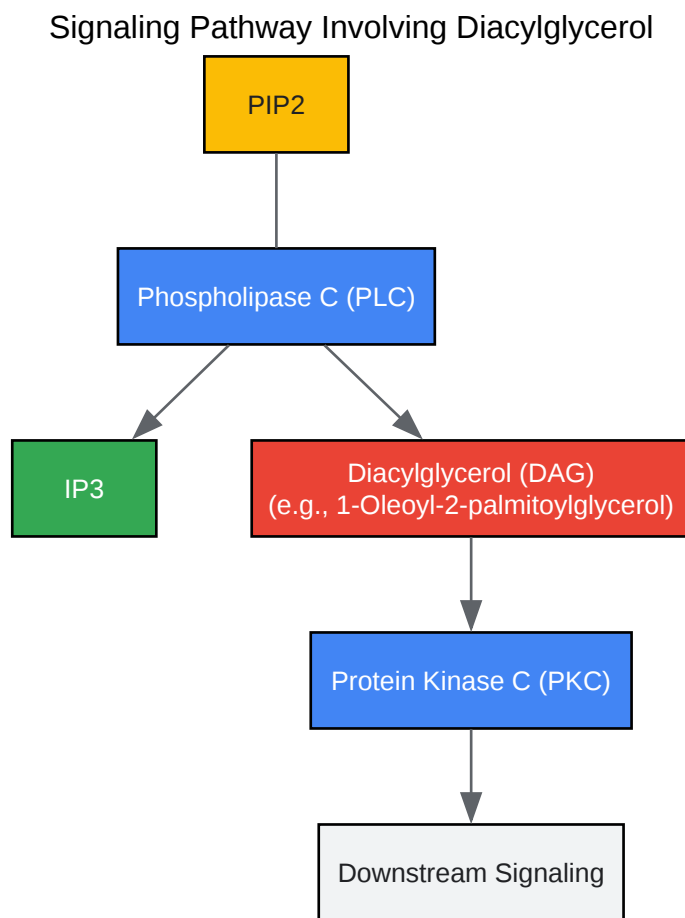 Signaling Pathway Involving Diacylglycerol
PIP2
Phospholipase C (PLC)
IP3
Diacylglycerol (DAG)
(e.g., 1-Oleoyl-2-palmitoylglycerol)
Protein Kinase C (PKC)
Downstream Signaling